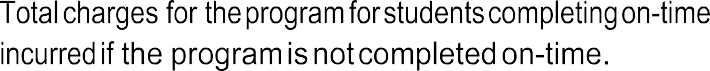 Total charges for the program for students completing on-time
incurred if the program is not completed on-time.